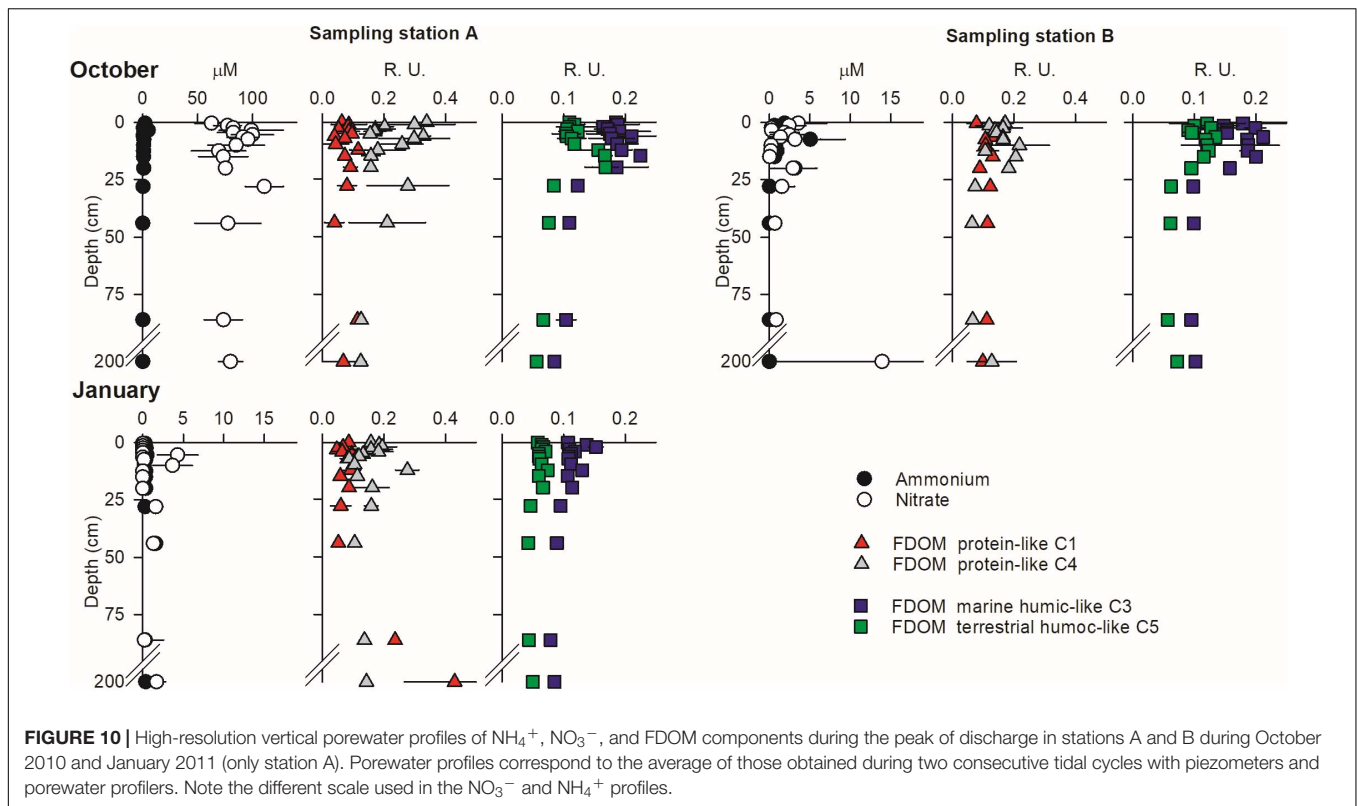 Sampling station A
Sampling station B
October
μM R. U. R. U.
μM R. U. R. U.
0 50 100 0.0 0.2 0.4 0.0 0.1 0.2
0 5 10 15 0.0 0.2 0.4 0.0 0.1 0.2
0
25
50
75
200
Depth (cm)
0
25
50
75
200
Depth (cm)
January
0 5 10 15 0.0 0.2 0.4 0.0 0.1 0.2
0
25
50
75
200
Depth (cm)
Ammonium
Nitrate
FDOM protein-like C1
FDOM protein-like C4
FDOM marine humic-like C3
FDOM terrestrial humoc-like C5
FIGURE 10 | High-resolution vertical porewater profiles of NH₄⁺, NO₃⁻, and FDOM components during the peak of discharge in stations A and B during October
2010 and January 2011 (only station A). Porewater profiles correspond to the average of those obtained during two consecutive tidal cycles with piezometers and
porewater profilers. Note the different scale used in the NO₃⁻ and NH₄⁺ profiles.